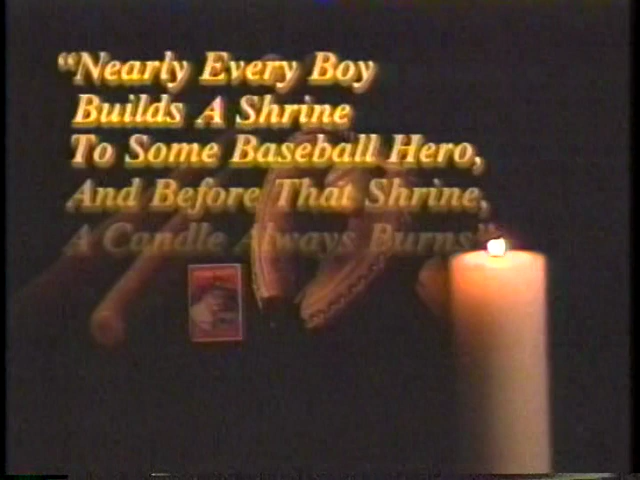 “Nearly Every Boy
Builds A Shrine
To Some Baseball Hero,
And Before That Shrine,
A Candle Always Burns”